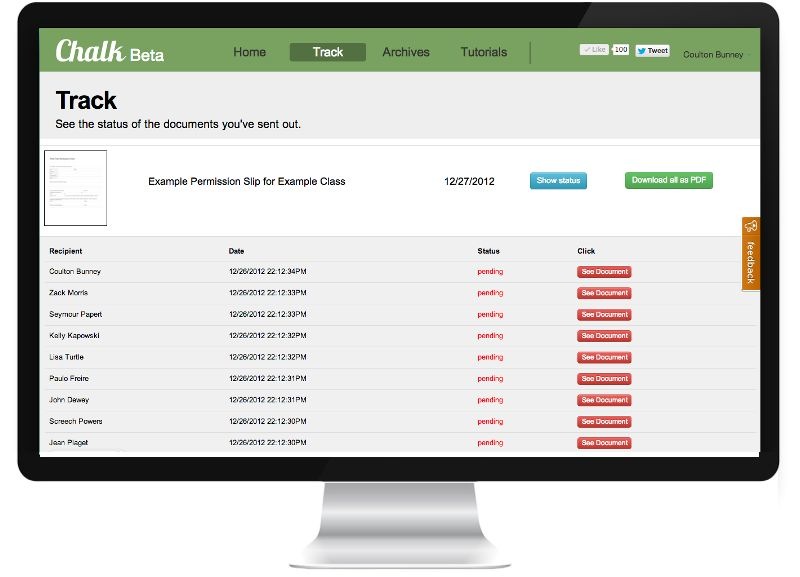 Chalk Beta
Home Track Archives Tutorials
Like 100 Tweet Coulton Bunney
Track
See the status of the documents you've sent out.
Example Permission Slip for Example Class 12/27/2012 Show status Download all as PDF
feedback
Recipient Date Status Click
Coulton Bunney 12/26/2012 22:12:34PM pending See Document
Zack Morris 12/26/2012 22:12:33PM pending See Document
Seymour Papert 12/26/2012 22:12:33PM pending See Document
Kelly Kapowski 12/26/2012 22:12:32PM pending See Document
Lisa Turtle 12/26/2012 22:12:32PM pending See Document
Paulo Freire 12/26/2012 22:12:31PM pending See Document
John Dewey 12/26/2012 22:12:31PM pending See Document
Screech Powers 12/26/2012 22:12:30PM pending See Document
Jean Piaget 12/26/2012 22:12:30PM pending See Document